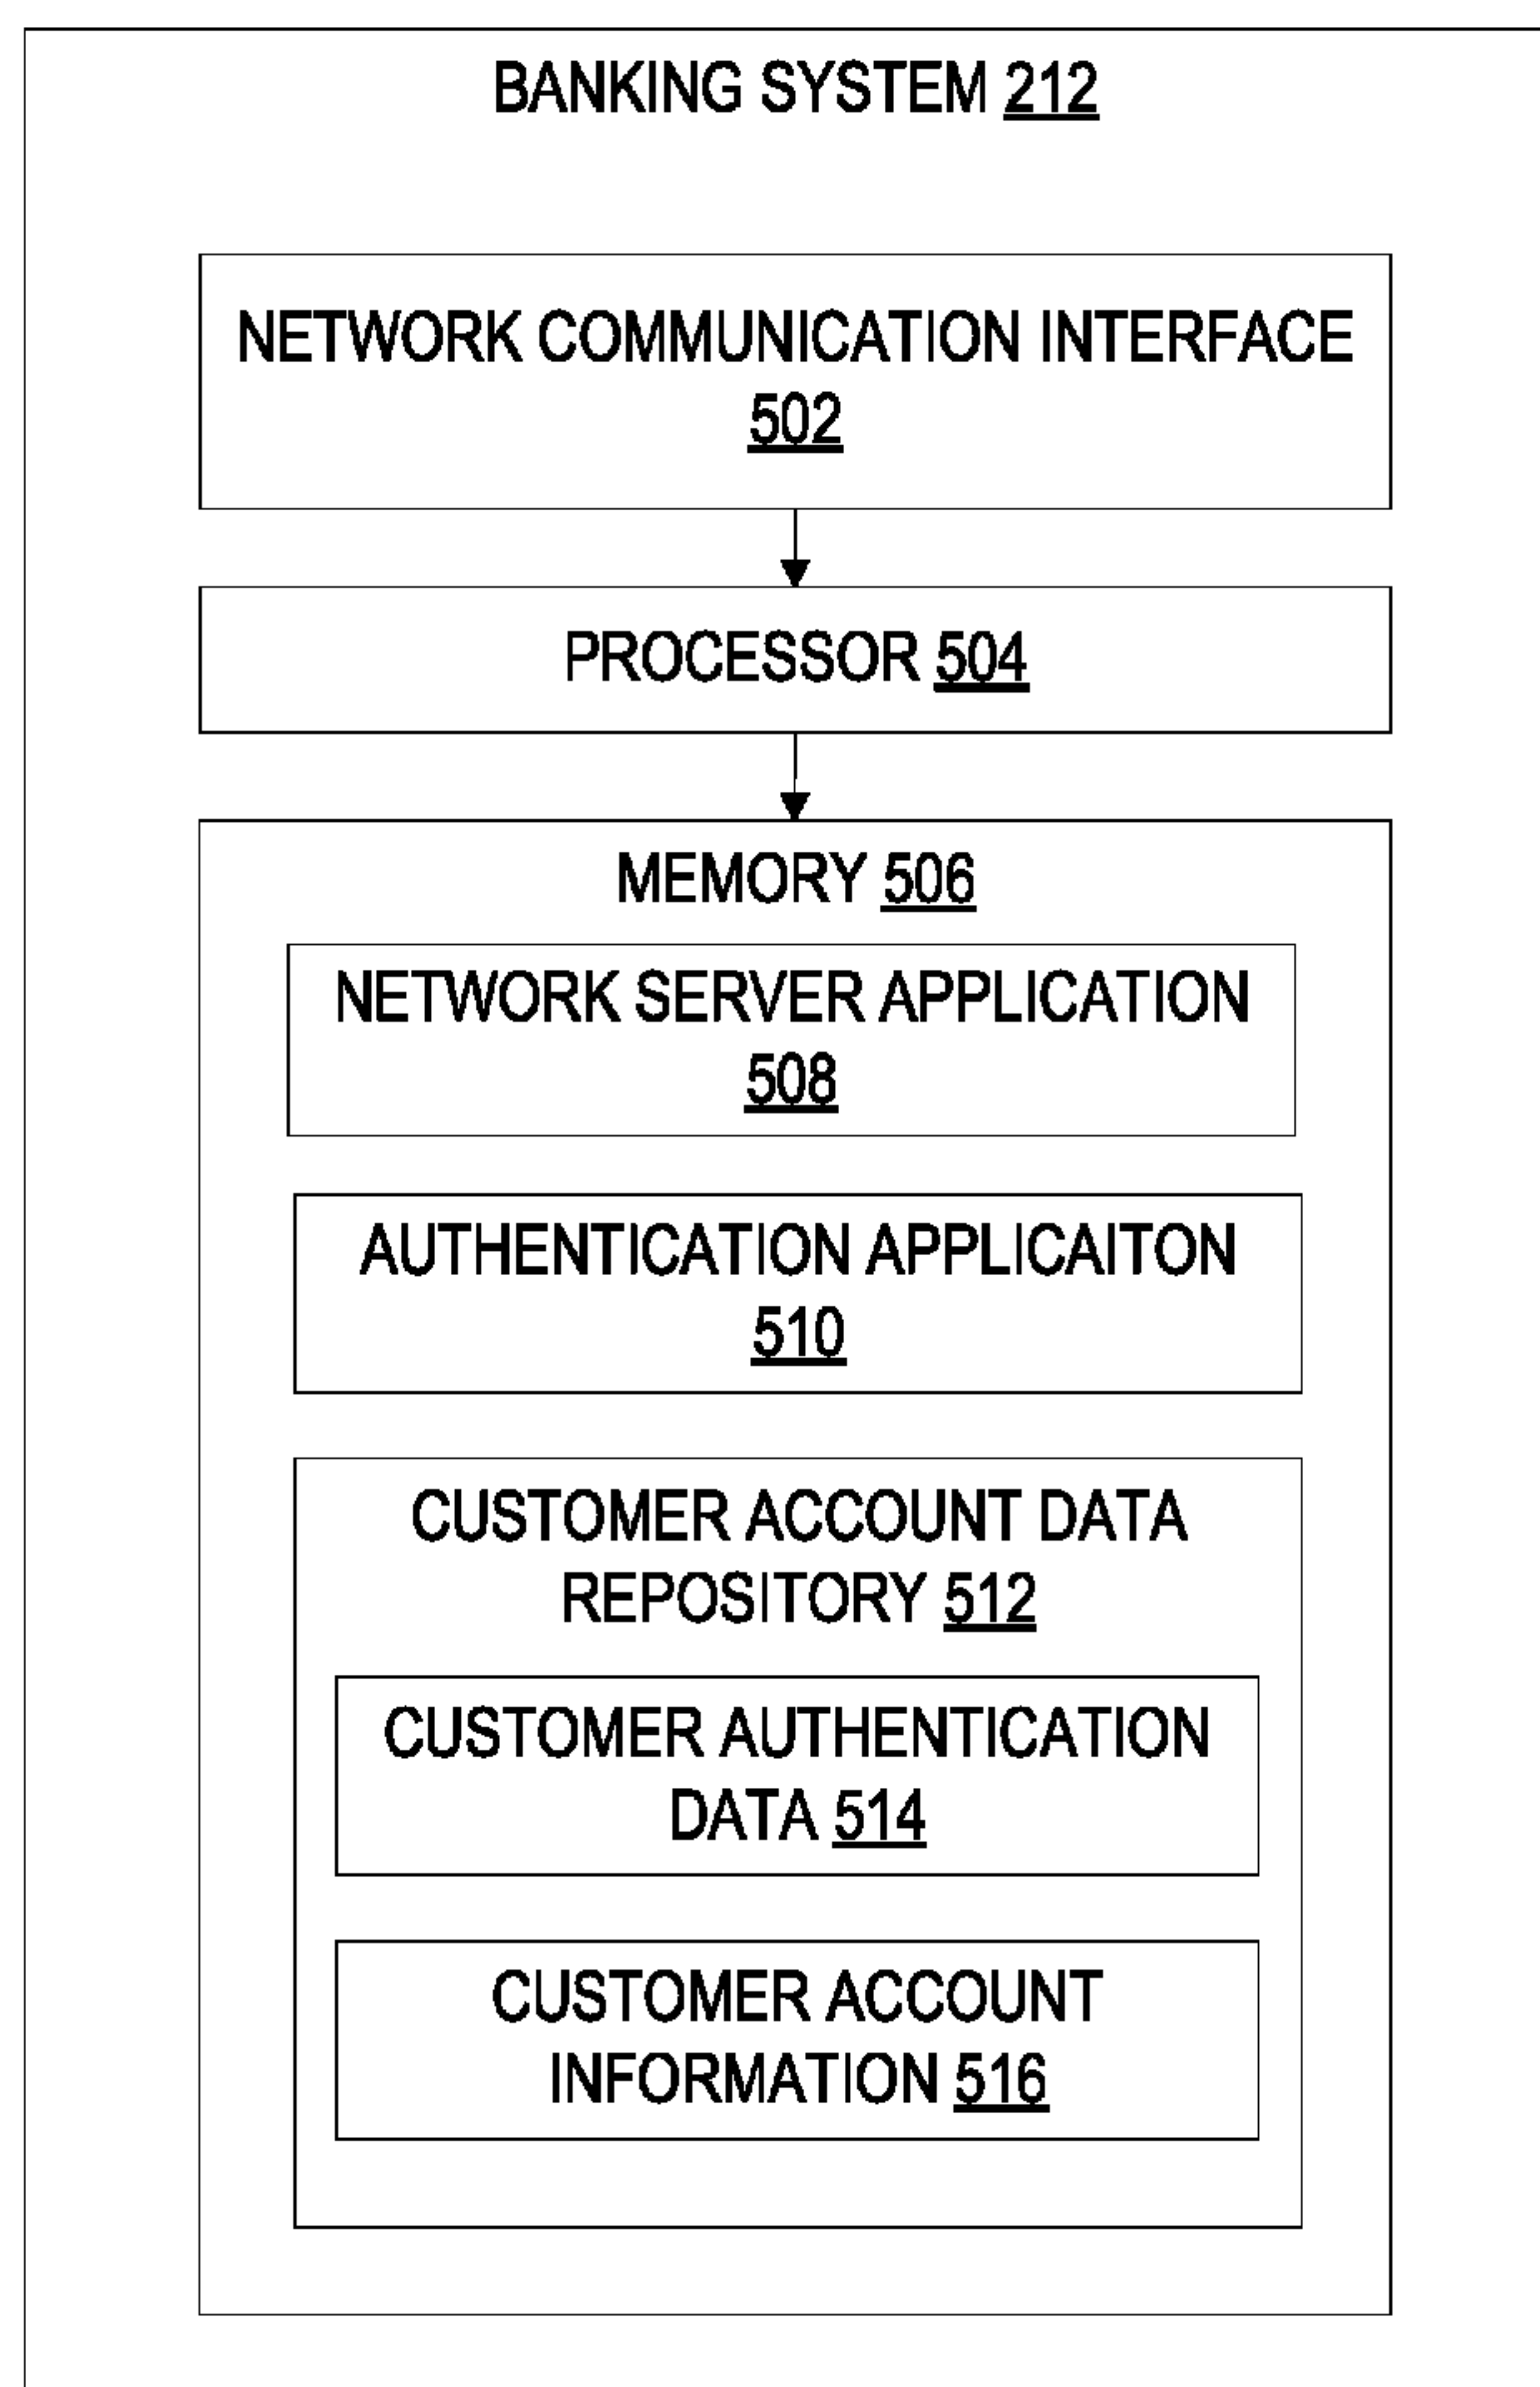 BANKING SYSTEM 212
NETWORK COMMUNICATION INTERFACE
502
PROCESSOR 504
MEMORY 506
NETWORK SERVER APPLICATION
508
AUTHENTICATION APPLICAITON
510
CUSTOMER ACCOUNT DATA
REPOSITORY 512
CUSTOMER AUTHENTICATION
DATA 514
CUSTOMER ACCOUNT
INFORMATION 516